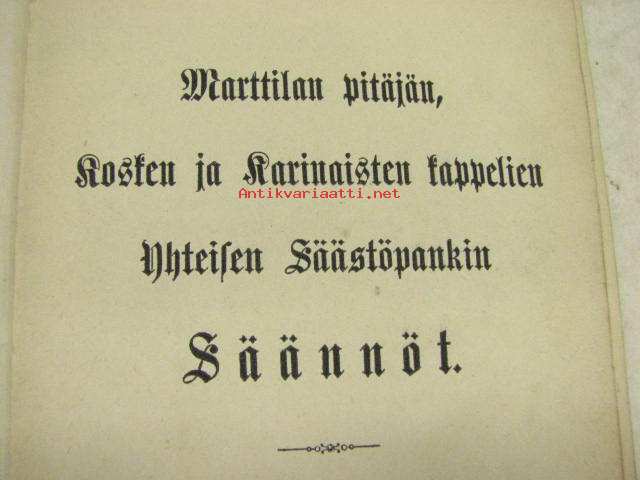 Marttilan pitäjän,
Kosken ja Karinaisten kappelien
Antikvariaatti.net
Yhteisen Säästöpankin
Säännöt.